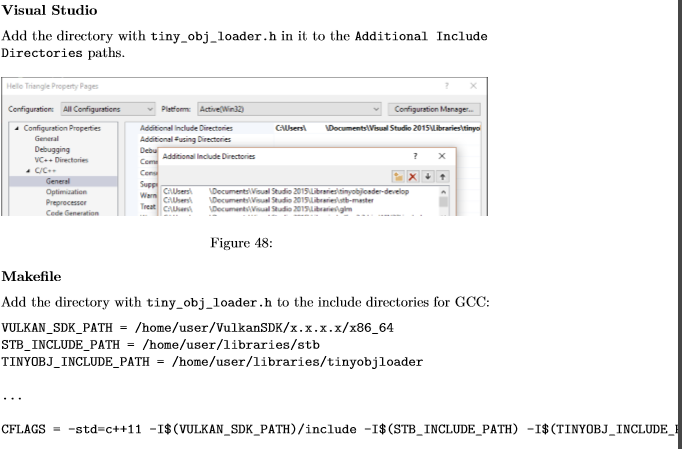 Visual Studio
Add the directory with tiny_obj_loader.h in it to the Additional Include
Directories paths.
Hello Triangle Property Pages
? ×
Configuration: All Configurations Platform: Active(Win32) Configuration Manager...
Configuration Properties
General
Debugging
VC++ Directories
C/C++
General
Optimization
Preprocessor
Code Generation
Additional Include Directories C:\Users\ \Documents\Visual Studio 2015\Libraries\tinyo
Additional #using Directories
Debu
Com
Cons
Supp
Warn
Treat
Additional Include Directories ? ×
C:\Users\ \Documents\Visual Studio 2015\Libraries\tinyobjloader-develop
C:\Users\ \Documents\Visual Studio 2015\Libraries\stb-master
C:\Users\ \Documents\Visual Studio 2015\Libraries\glm
Figure 48:
Makefile
Add the directory with tiny_obj_loader.h to the include directories for GCC:
VULKAN_SDK_PATH = /home/user/VulkanSDK/x.x.x.x/x86_64
STB_INCLUDE_PATH = /home/user/libraries/stb
TINYOBJ_INCLUDE_PATH = /home/user/libraries/tinyobjloader
...
CFLAGS = -std=c++11 -I$(VULKAN_SDK_PATH)/include -I$(STB_INCLUDE_PATH) -I$(TINYOBJ_INCLUDE_